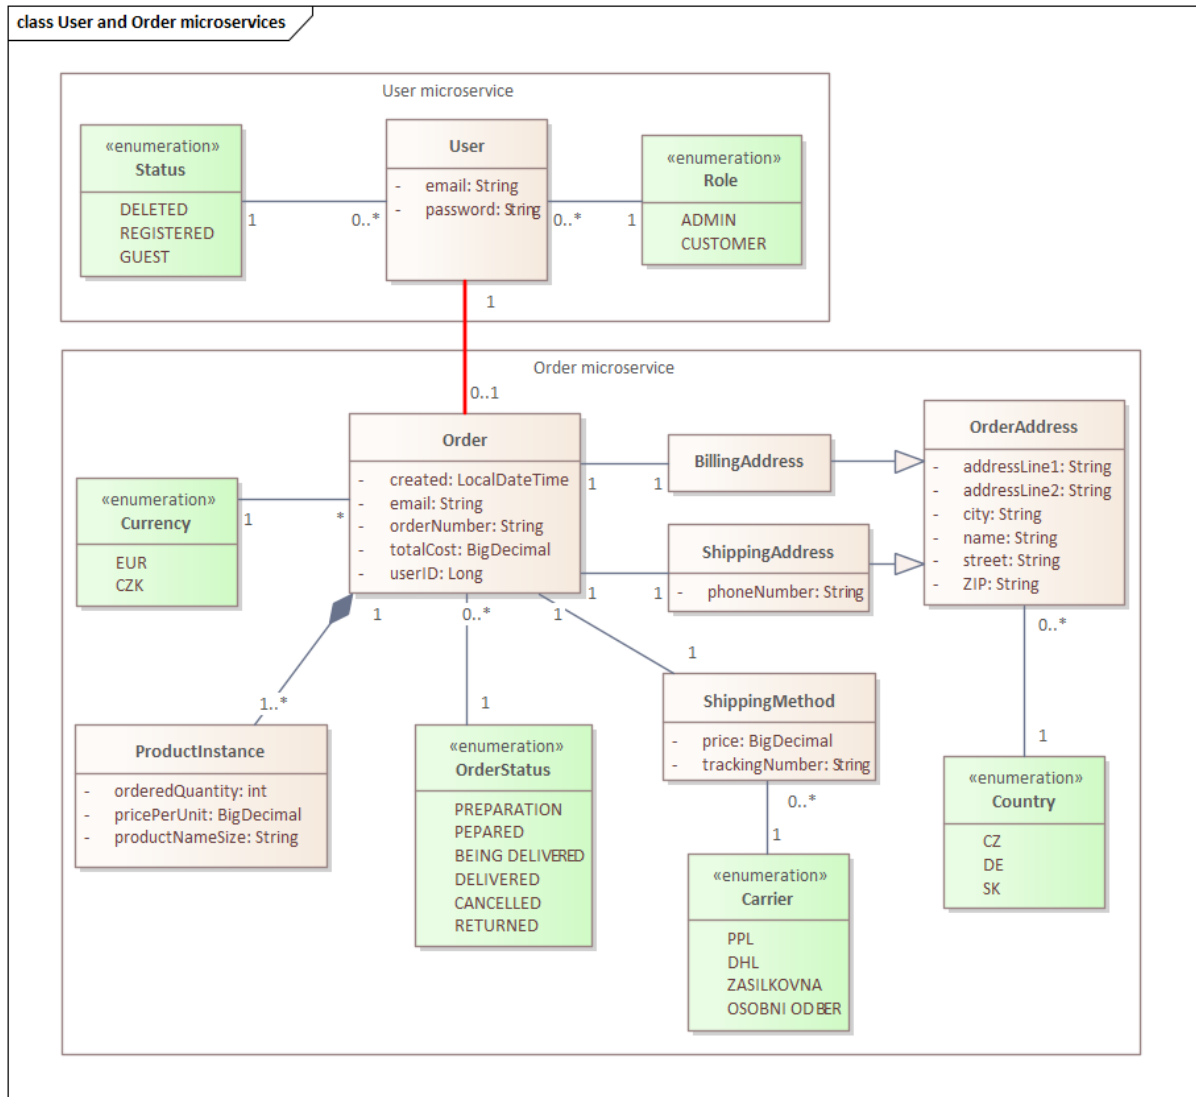 class User and Order microservices
User microservice
«enumeration»
Status
DELETED
REGISTERED
GUEST
1
0..*
User
- email: String
- password: String
0..*
1
«enumeration»
Role
ADMIN
CUSTOMER
1
0..1
Order microservice
Order
- created: LocalDateTime
- email: String
- orderNumber: String
- totalCost: BigDecimal
- userID: Long
«enumeration»
Currency
EUR
CZK
1
*
1
1
BillingAddress
1
1
ShippingAddress
- phoneNumber: String
OrderAddress
- addressLine1: String
- addressLine2: String
- city: String
- name: String
- street: String
- ZIP: String
1
1..*
ProductInstance
- orderedQuantity: int
- pricePerUnit: BigDecimal
- productNameSize: String
0..*
1
«enumeration»
OrderStatus
PREPARATION
PEPARED
BEING DELIVERED
DELIVERED
CANCELLED
RETURNED
1
1
ShippingMethod
- price: BigDecimal
- trackingNumber: String
0..*
1
«enumeration»
Carrier
PPL
DHL
ZASILKOVNA
OSOBNI ODBER
0..*
1
«enumeration»
Country
CZ
DE
SK